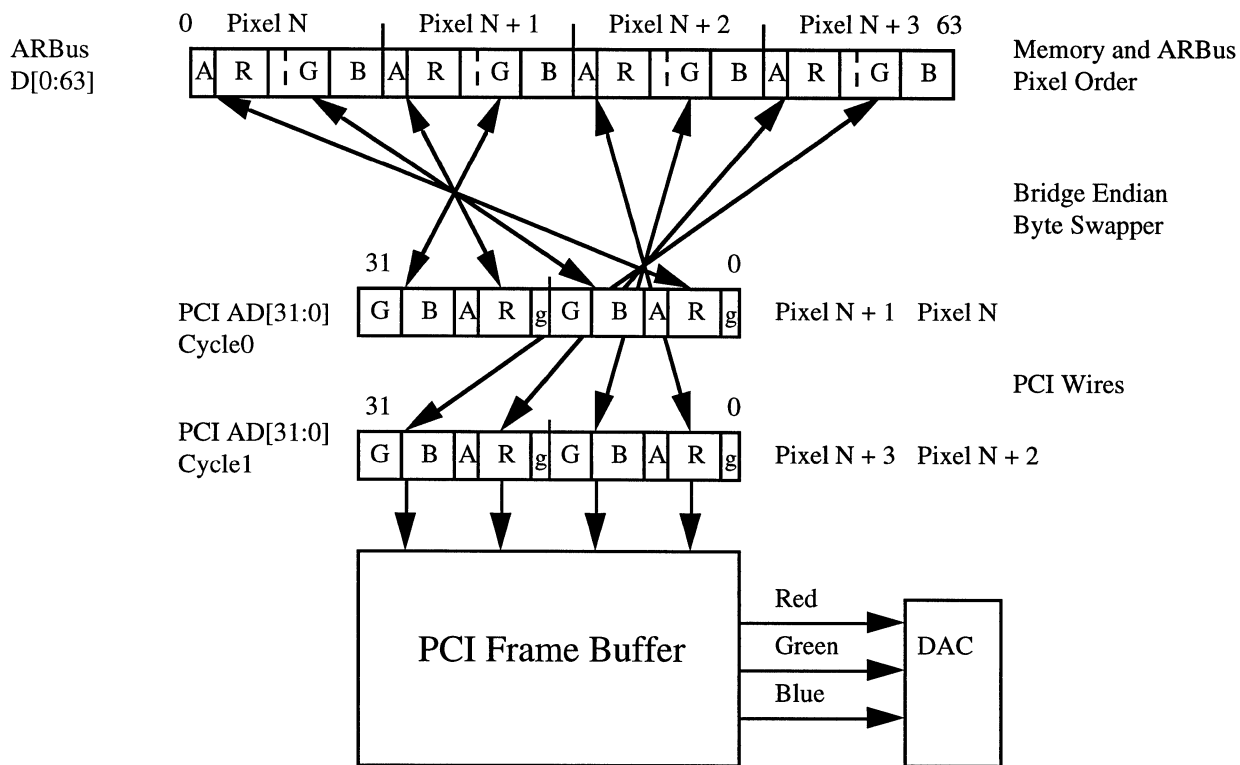 0 Pixel N Pixel N + 1 Pixel N + 2 Pixel N + 3 63
ARBus
D[0:63]
A R G B A R G B A R G B A R G B
Memory and ARBus
Pixel Order
Bridge Endian
Byte Swapper
31 0
PCI AD[31:0]
Cycle0
G B A R g G B A R g
Pixel N + 1 Pixel N
PCI Wires
31 0
PCI AD[31:0]
Cycle1
G B A R g G B A R g
Pixel N + 3 Pixel N + 2
PCI Frame Buffer
Red
Green
Blue
DAC